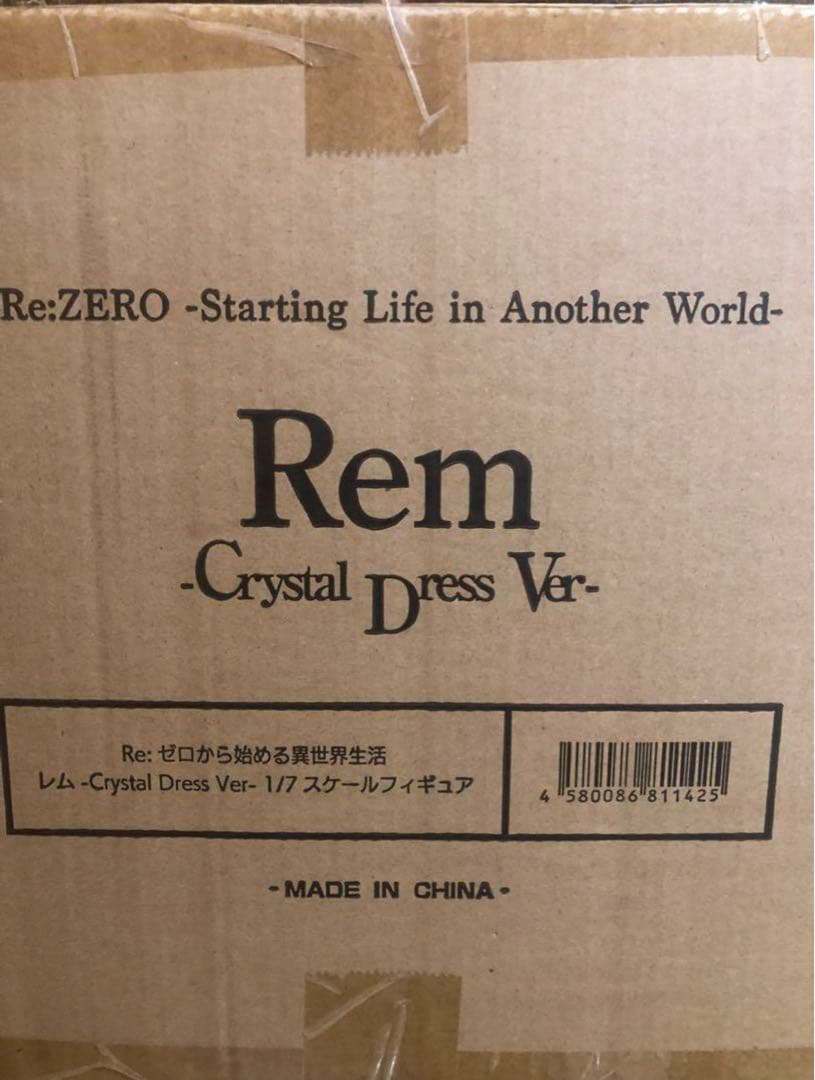 Re:ZERO -Starting Life in Another World-
Rem
-Crystal Dress Ver-
Re: ゼロから始める異世界生活
レム -Crystal Dress Ver- 1/7 スケールフィギュア
4 580086 811425
-MADE IN CHINA-